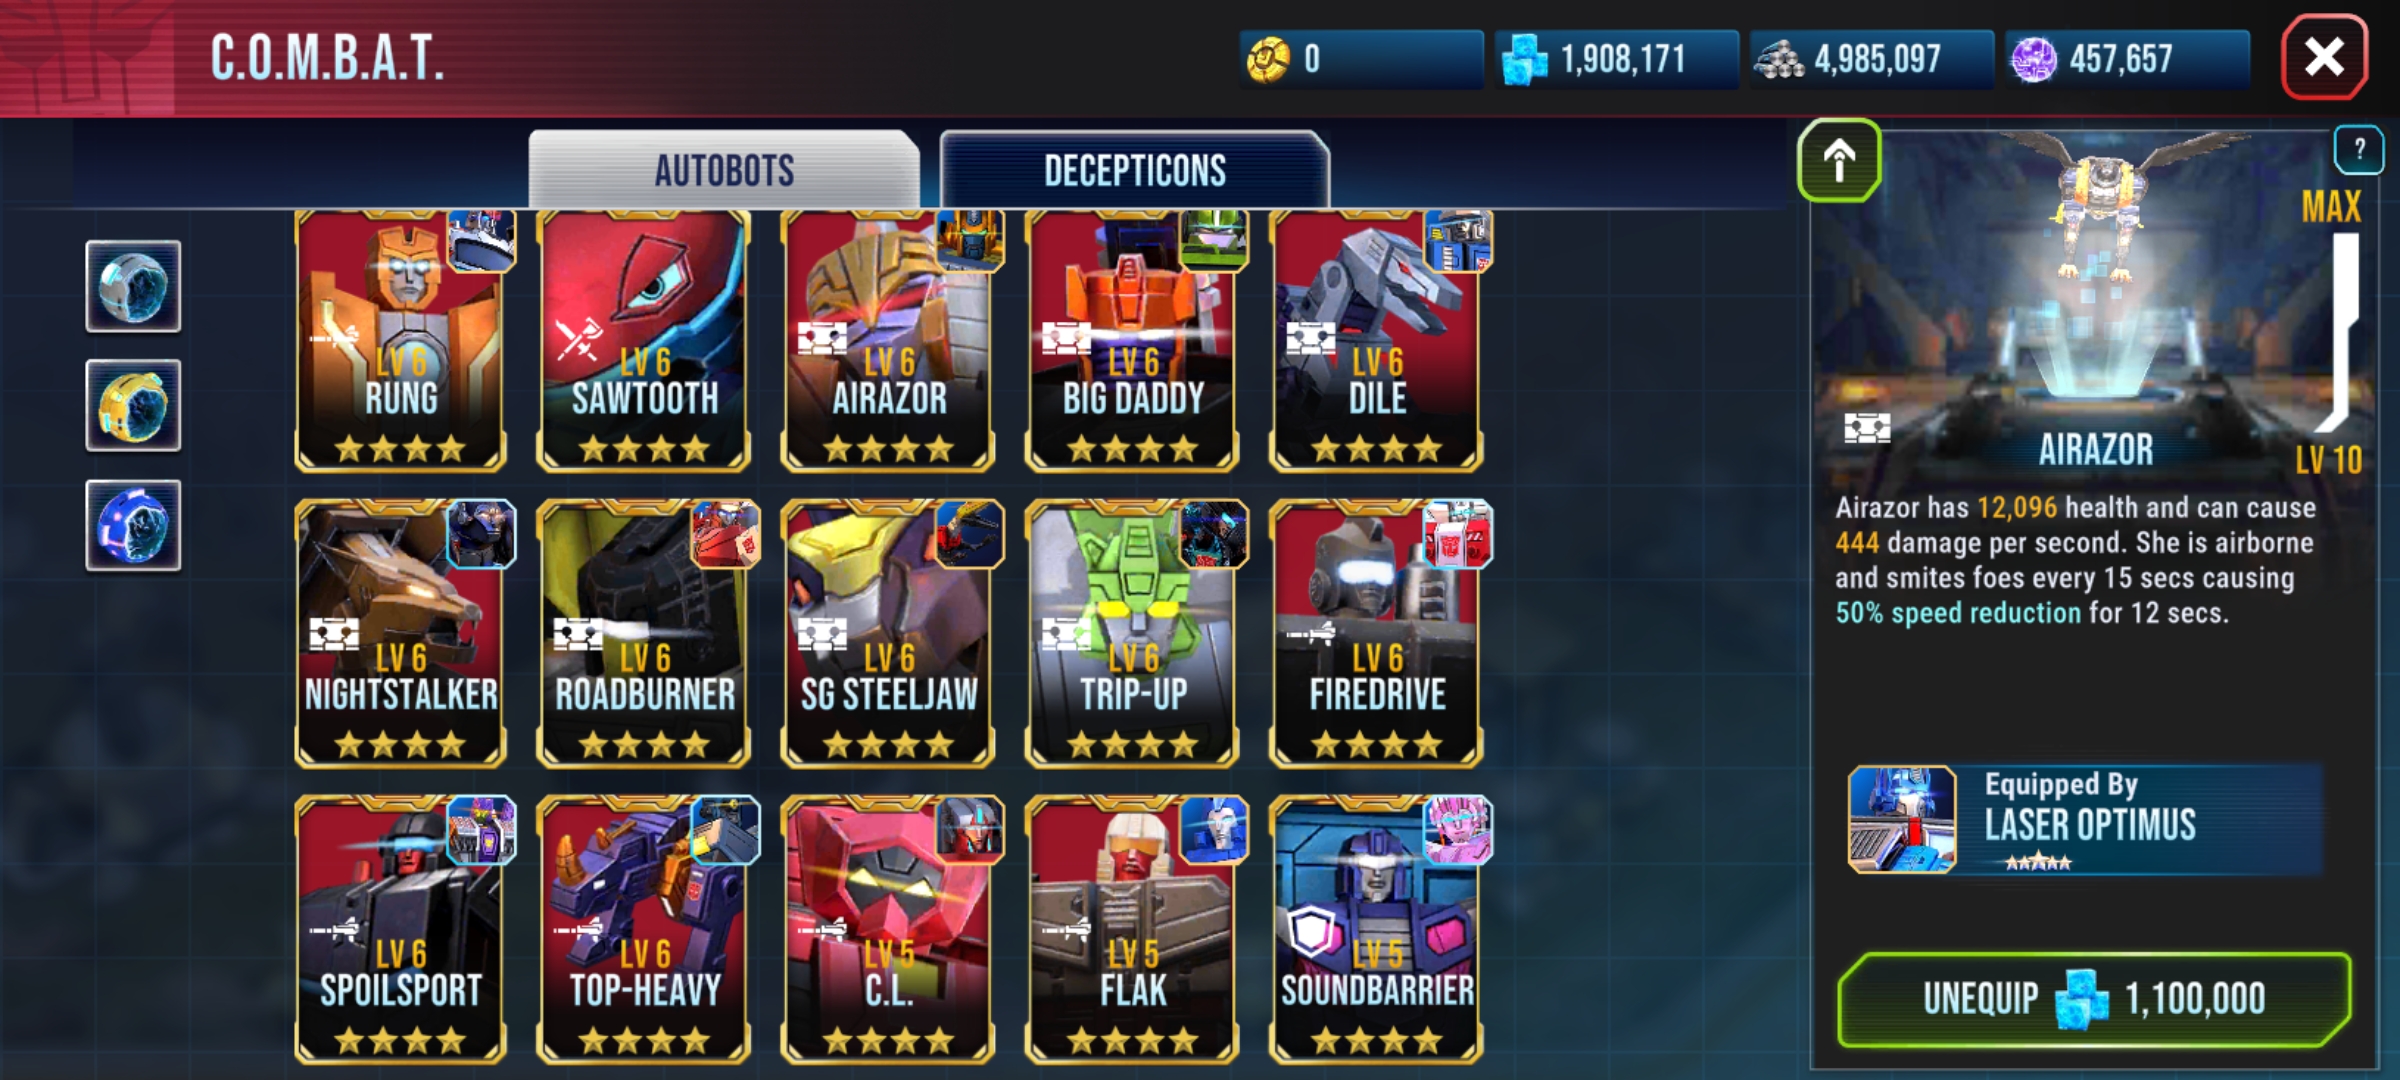 C.O.M.B.A.T.
0
1,908,171
4,985,097
457,657
AUTOBOTS
DECEPTICONS
?
LV 6
RUNG
LV 6
SAWTOOTH
LV 6
AIRAZOR
LV 6
BIG DADDY
LV 6
DILE
LV 6
NIGHTSTALKER
LV 6
ROADBURNER
LV 6
SG STEELJAW
LV 6
TRIP-UP
LV 6
FIREDRIVE
LV 6
SPOILSPORT
LV 6
TOP-HEAVY
LV 5
C.L.
LV 5
FLAK
LV 5
SOUNDBARRIER
MAX
LV 10
AIRAZOR
Airazor has 12,096 health and can cause
444 damage per second. She is airborne
and smites foes every 15 secs causing
50% speed reduction for 12 secs.
Equipped By
LASER OPTIMUS
UNEQUIP 1,100,000